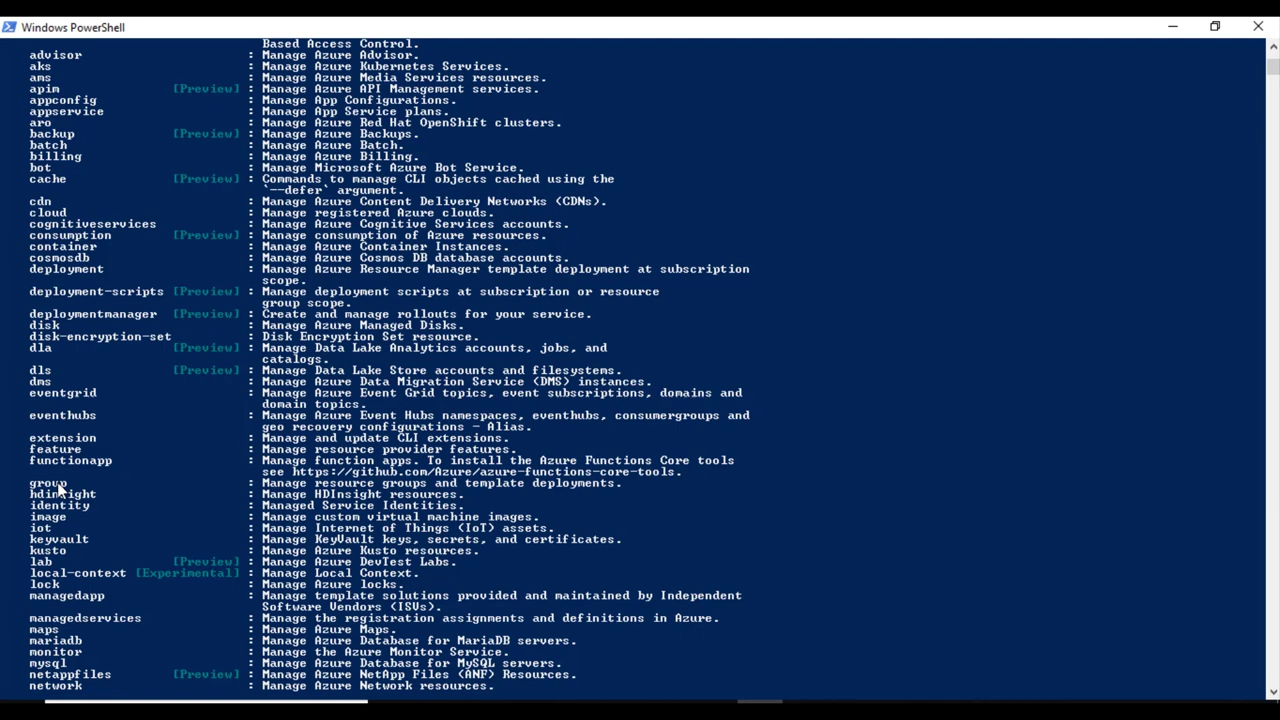 Windows PowerShell
Based Access Control.
advisor : Manage Azure Advisor.
aks : Manage Azure Kubernetes Services.
ams : Manage Azure Media Services resources.
apim [Preview] : Manage Azure API Management services.
appconfig : Manage App Configurations.
appservice : Manage App Service plans.
aro : Manage Azure Red Hat OpenShift clusters.
backup [Preview] : Manage Azure Backups.
batch : Manage Azure Batch.
billing : Manage Azure Billing.
bot : Manage Microsoft Azure Bot Service.
cache [Preview] : Commands to manage CLI objects cached using the
`--defer` argument.
cdn : Manage Azure Content Delivery Networks (CDNs).
cloud : Manage registered Azure clouds.
cognitiveservices : Manage Azure Cognitive Services accounts.
consumption [Preview] : Manage consumption of Azure resources.
container : Manage Azure Container Instances.
cosmosdb : Manage Azure Cosmos DB database accounts.
deployment : Manage Azure Resource Manager template deployment at subscription
scope.
deployment-scripts [Preview] : Manage deployment scripts at subscription or resource
group scope.
deploymentmanager [Preview] : Create and manage rollouts for your service.
disk : Manage Azure Managed Disks.
disk-encryption-set : Disk Encryption Set resource.
dla [Preview] : Manage Data Lake Analytics accounts, jobs, and
catalogs.
dls [Preview] : Manage Data Lake Store accounts and filesystems.
dms : Manage Azure Data Migration Service (DMS) instances.
eventgrid : Manage Azure Event Grid topics, event subscriptions, domains and
domain topics.
eventhubs : Manage Azure Event Hubs namespaces, eventhubs, consumergroups and
geo recovery configurations - Alias.
extension : Manage and update CLI extensions.
feature : Manage resource provider features.
functionapp : Manage function apps. To install the Azure Functions Core tools
see https://github.com/Azure/azure-functions-core-tools.
group : Manage resource groups and template deployments.
hdinsight : Manage HDInsight resources.
identity : Managed Service Identities.
image : Manage custom virtual machine images.
iot : Manage Internet of Things (IoT) assets.
keyvault : Manage KeyVault keys, secrets, and certificates.
kusto : Manage Azure Kusto resources.
lab [Preview] : Manage Azure DevTest Labs.
local-context [Experimental] : Manage Local Context.
lock : Manage Azure locks.
managedapp : Manage template solutions provided and maintained by Independent
Software Vendors (ISVs).
managedservices : Manage the registration assignments and definitions in Azure.
maps : Manage Azure Maps.
mariadb : Manage Azure Database for MariaDB servers.
monitor : Manage the Azure Monitor Service.
mysql : Manage Azure Database for MySQL servers.
netappfiles [Preview] : Manage Azure NetApp Files (ANF) Resources.
network : Manage Azure Network resources.